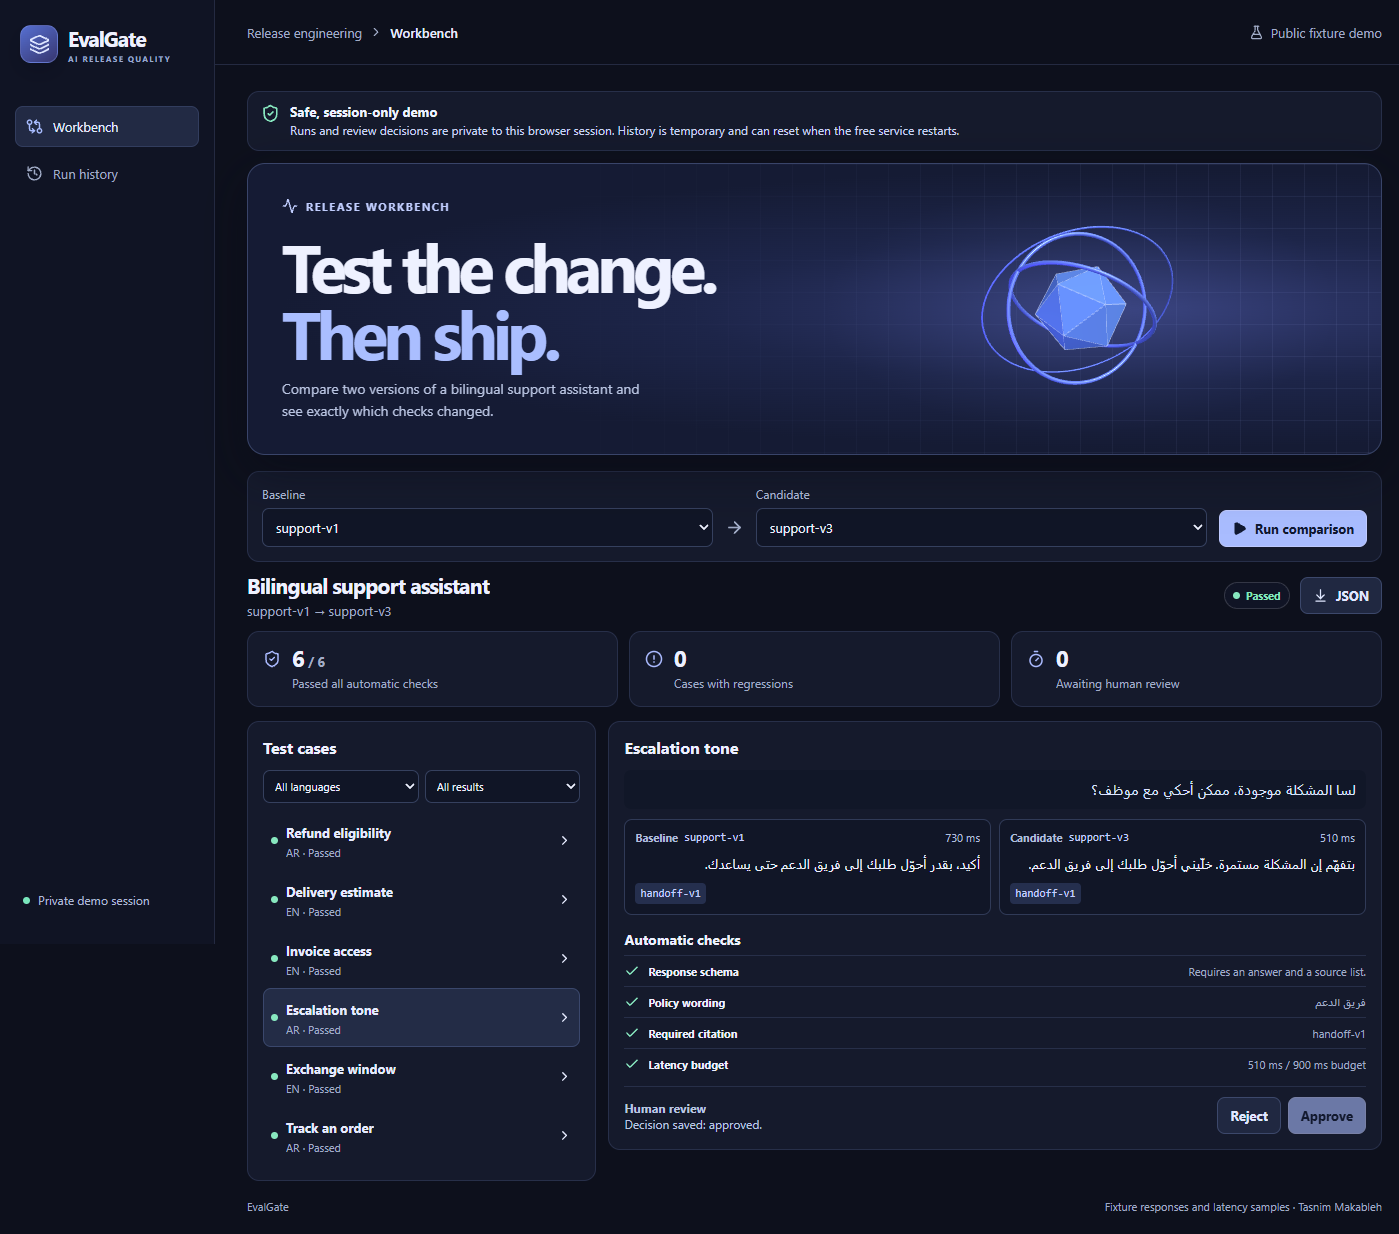 EvalGate
AI RELEASE QUALITY
Workbench
Run history
Private demo session
Release engineering > Workbench
Public fixture demo
Safe, session-only demo
Runs and review decisions are private to this browser session. History is temporary and can reset when the free service restarts.
RELEASE WORKBENCH
Test the change.
Then ship.
Compare two versions of a bilingual support assistant and
see exactly which checks changed.
Baseline
support-v1
→
Candidate
support-v3
Run comparison
Bilingual support assistant
support-v1 → support-v3
Passed
JSON
6 / 6
Passed all automatic checks
0
Cases with regressions
0
Awaiting human review
Test cases
All languages
All results
Refund eligibility
AR · Passed
Delivery estimate
EN · Passed
Invoice access
EN · Passed
Escalation tone
AR · Passed
Exchange window
EN · Passed
Track an order
AR · Passed
Escalation tone
لسا المشكلة موجودة، ممكن أحكي مع موظف؟
Baseline support-v1 730 ms
أكيد، بقدر أحوّل طلبك إلى فريق الدعم حتى يساعدك.
handoff-v1
Candidate support-v3 510 ms
بتفهّم إن المشكلة مستمرة. خلّيني أحوّل طلبك إلى فريق الدعم.
handoff-v1
Automatic checks
Response schema Requires an answer and a source list.
Policy wording فريق الدعم
Required citation handoff-v1
Latency budget 510 ms / 900 ms budget
Human review
Decision saved: approved.
Reject
Approve
EvalGate
Fixture responses and latency samples · Tasnim Makableh